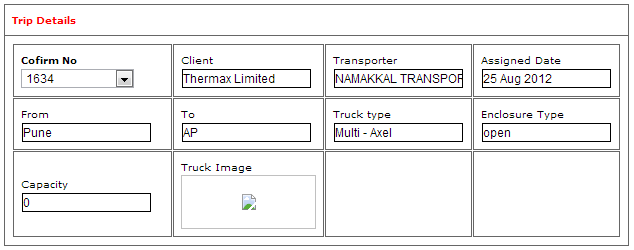 Trip Details
Cofirm No
Client
Transporter
Assigned Date
1634
Thermax Limited
NAMAKKAL TRANSPOR
25 Aug 2012
From
To
Truck type
Enclosure Type
Pune
AP
Multi - Axel
open
Capacity
Truck Image
0